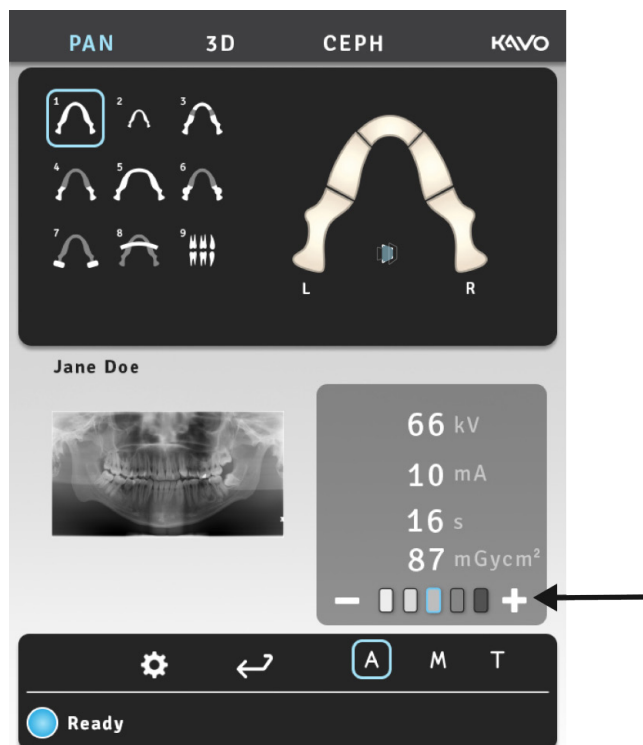 PAN 3D CEPH KAVO
1 2 3
4 5 6
7 8 9
L R
Jane Doe
66 kV
10 mA
16 s
87 mGycm²
− +
A M T
Ready